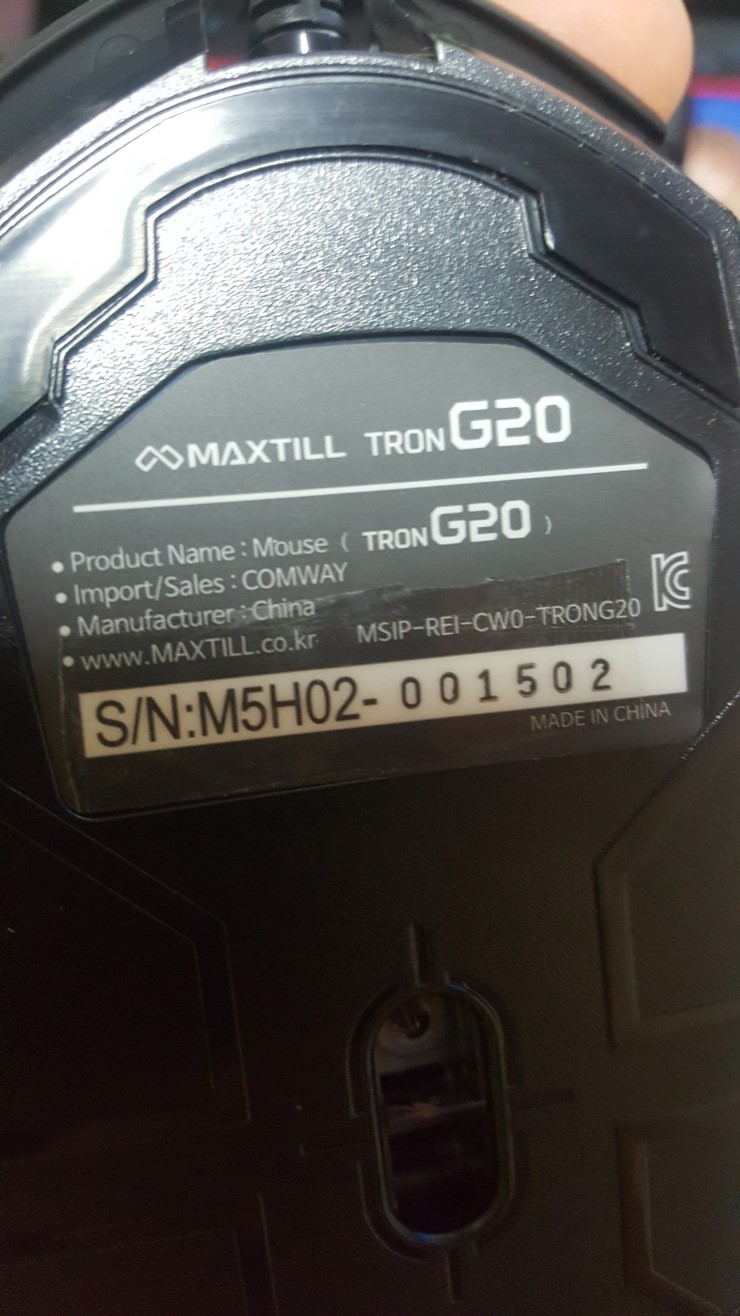 MAXTILL TRON G20
• Product Name : Mouse ( TRON G20 )
• Import/Sales : COMWAY
• Manufacturer : China
• www.MAXTILL.co.kr MSIP-REI-CW0-TRONG20
S/N:M5H02- 001502
MADE IN CHINA